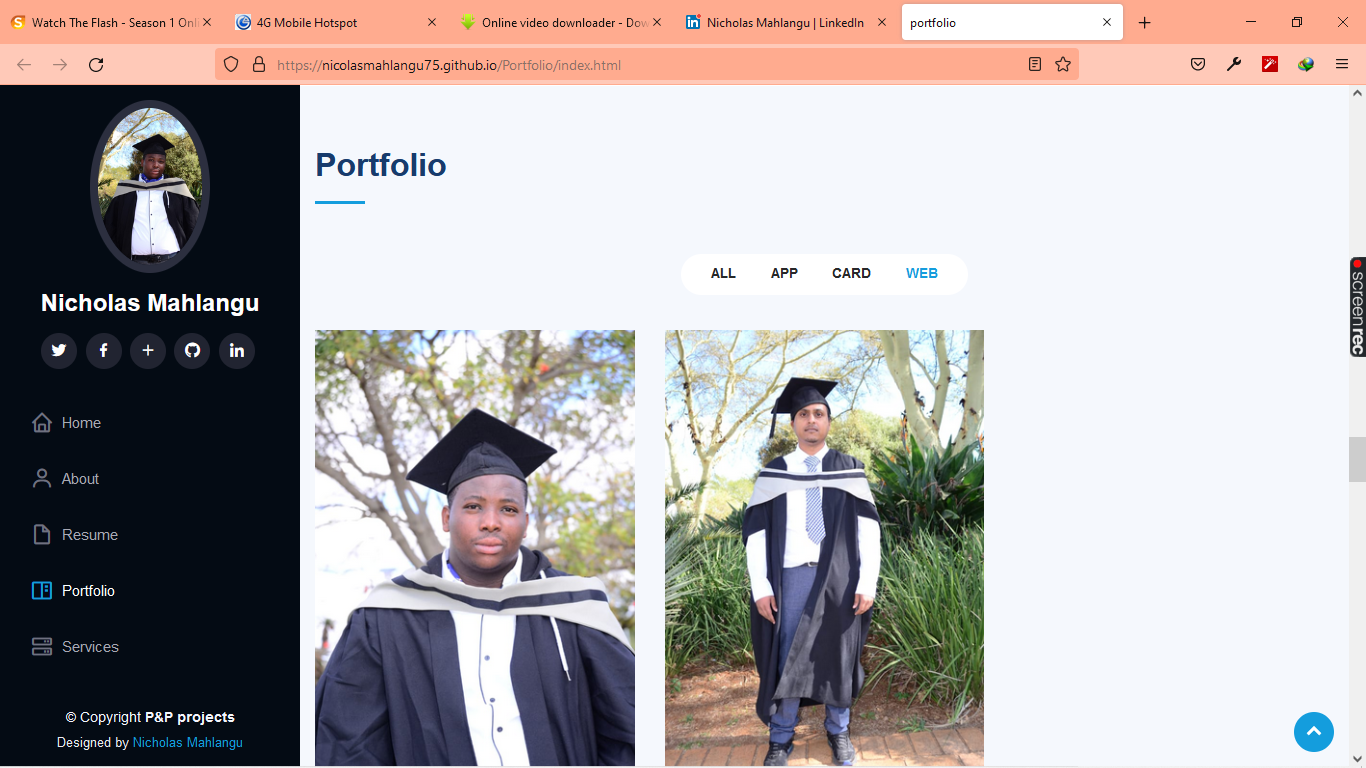 Watch The Flash - Season 1 Onli
4G Mobile Hotspot
Online video downloader - Dow
Nicholas Mahlangu | LinkedIn
portfolio
https://nicolasmahlangu75.github.io/Portfolio/index.html
Nicholas Mahlangu
Home
About
Resume
Portfolio
Services
© Copyright P&P projects
Designed by Nicholas Mahlangu
Portfolio
ALL APP CARD WEB
screenrec